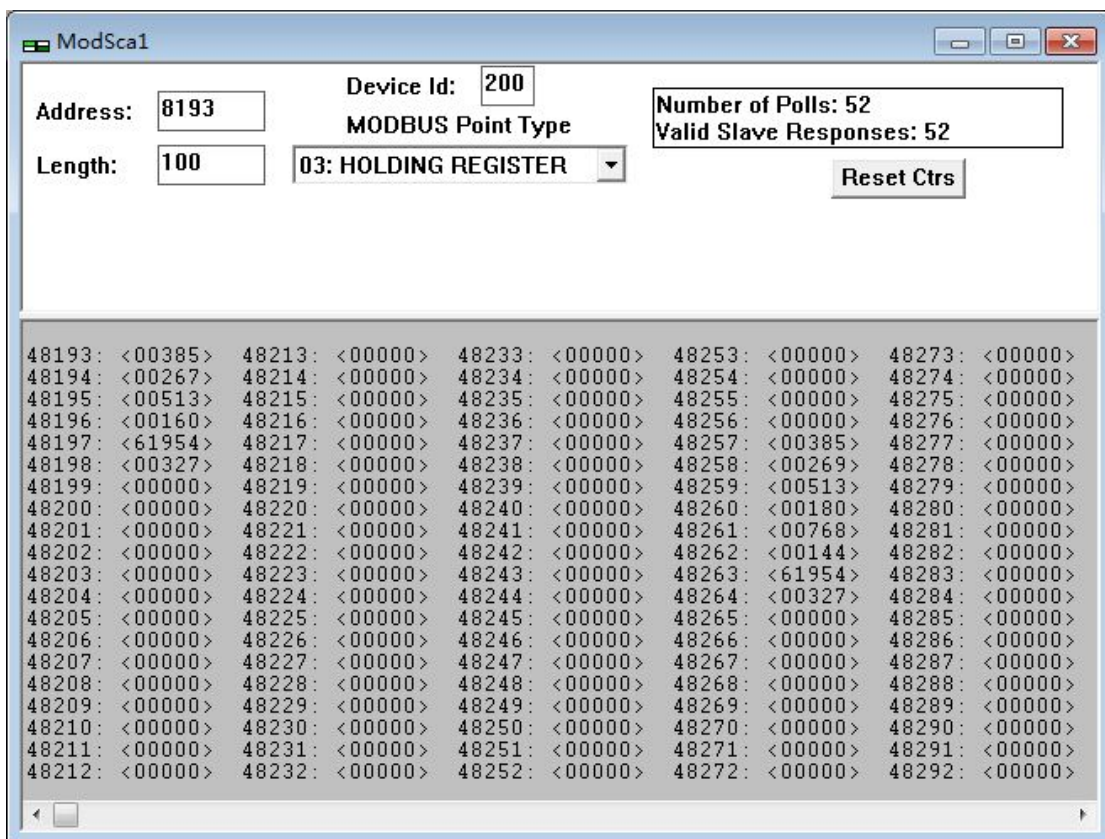 ModSca1
Address: 8193
Device Id: 200
MODBUS Point Type
Length: 100
03: HOLDING REGISTER
Number of Polls: 52
Valid Slave Responses: 52
Reset Ctrs
48193: <00385> 48213: <00000> 48233: <00000> 48253: <00000> 48273: <00000>
48194: <00267> 48214: <00000> 48234: <00000> 48254: <00000> 48274: <00000>
48195: <00513> 48215: <00000> 48235: <00000> 48255: <00000> 48275: <00000>
48196: <00160> 48216: <00000> 48236: <00000> 48256: <00000> 48276: <00000>
48197: <61954> 48217: <00000> 48237: <00000> 48257: <00385> 48277: <00000>
48198: <00327> 48218: <00000> 48238: <00000> 48258: <00269> 48278: <00000>
48199: <00000> 48219: <00000> 48239: <00000> 48259: <00513> 48279: <00000>
48200: <00000> 48220: <00000> 48240: <00000> 48260: <00180> 48280: <00000>
48201: <00000> 48221: <00000> 48241: <00000> 48261: <00768> 48281: <00000>
48202: <00000> 48222: <00000> 48242: <00000> 48262: <00144> 48282: <00000>
48203: <00000> 48223: <00000> 48243: <00000> 48263: <61954> 48283: <00000>
48204: <00000> 48224: <00000> 48244: <00000> 48264: <00327> 48284: <00000>
48205: <00000> 48225: <00000> 48245: <00000> 48265: <00000> 48285: <00000>
48206: <00000> 48226: <00000> 48246: <00000> 48266: <00000> 48286: <00000>
48207: <00000> 48227: <00000> 48247: <00000> 48267: <00000> 48287: <00000>
48208: <00000> 48228: <00000> 48248: <00000> 48268: <00000> 48288: <00000>
48209: <00000> 48229: <00000> 48249: <00000> 48269: <00000> 48289: <00000>
48210: <00000> 48230: <00000> 48250: <00000> 48270: <00000> 48290: <00000>
48211: <00000> 48231: <00000> 48251: <00000> 48271: <00000> 48291: <00000>
48212: <00000> 48232: <00000> 48252: <00000> 48272: <00000> 48292: <00000>